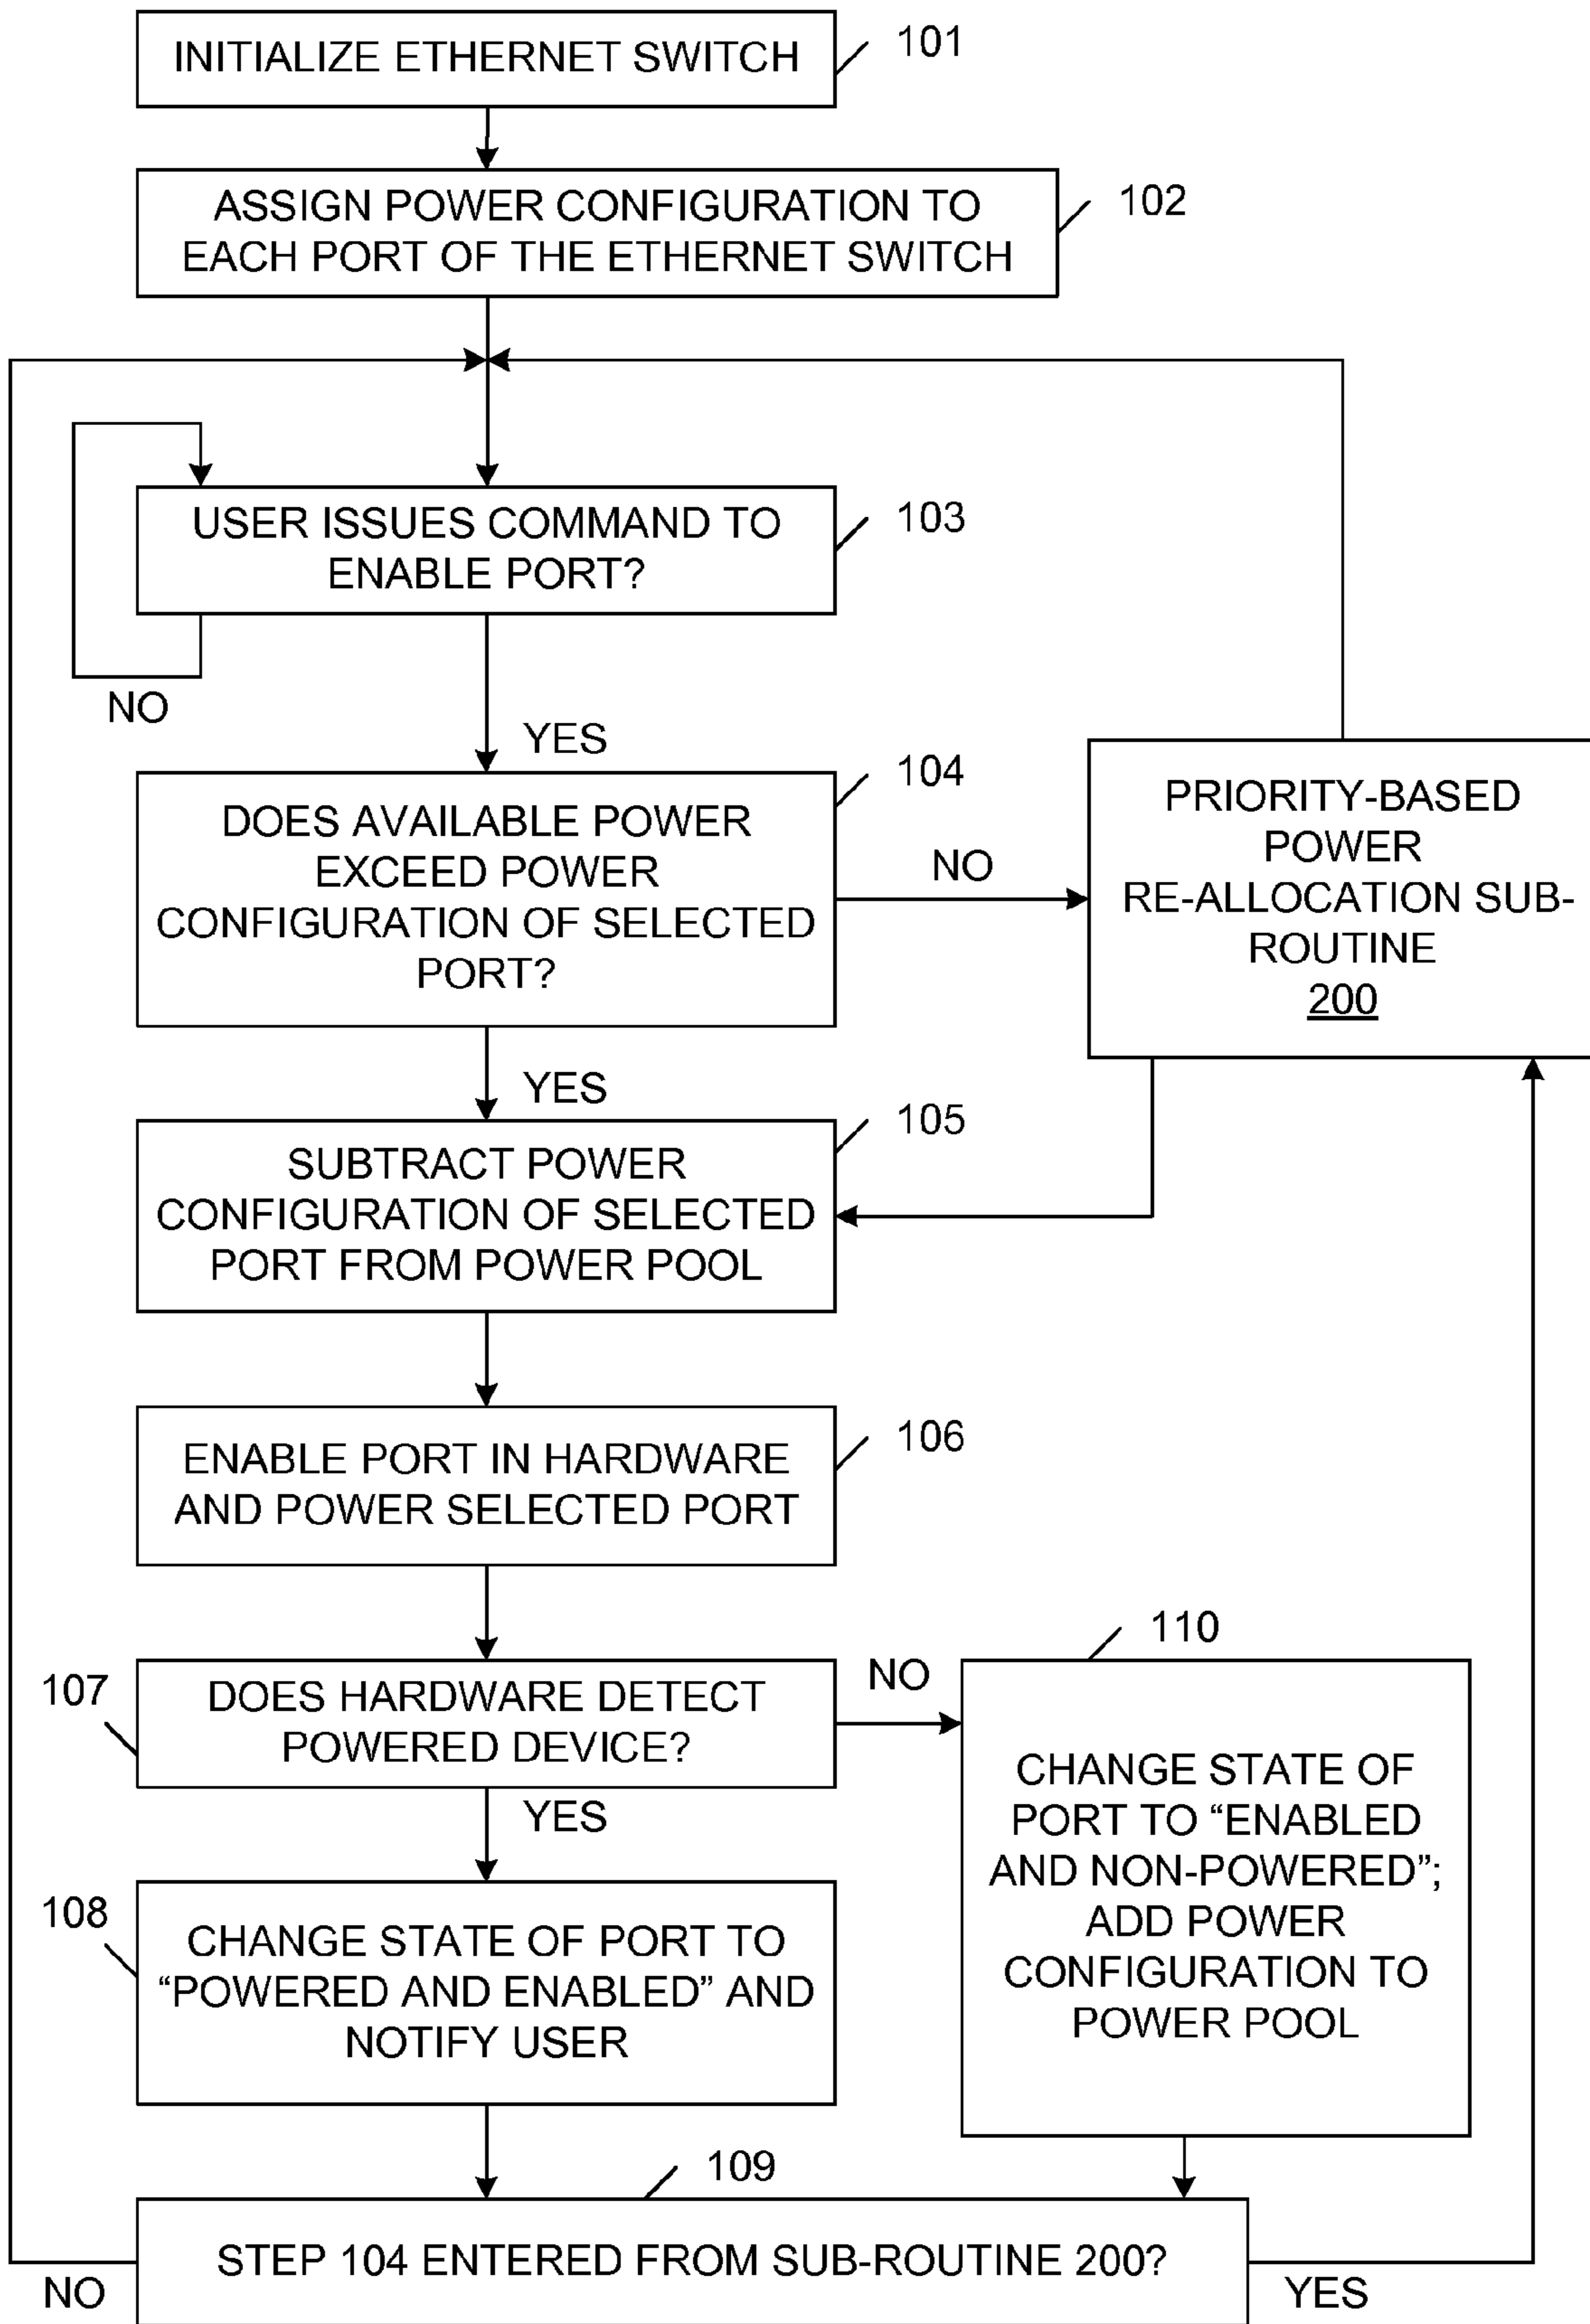 INITIALIZE ETHERNET SWITCH
101
ASSIGN POWER CONFIGURATION TO
EACH PORT OF THE ETHERNET SWITCH
102
USER ISSUES COMMAND TO
ENABLE PORT?
103
NO
YES
DOES AVAILABLE POWER
EXCEED POWER
CONFIGURATION OF SELECTED
PORT?
104
NO
PRIORITY-BASED
POWER
RE-ALLOCATION SUB-
ROUTINE
200
YES
SUBTRACT POWER
CONFIGURATION OF SELECTED
PORT FROM POWER POOL
105
ENABLE PORT IN HARDWARE
AND POWER SELECTED PORT
106
107
DOES HARDWARE DETECT
POWERED DEVICE?
NO
110
CHANGE STATE OF
PORT TO “ENABLED
AND NON-POWERED”;
ADD POWER
CONFIGURATION TO
POWER POOL
YES
108
CHANGE STATE OF PORT TO
“POWERED AND ENABLED” AND
NOTIFY USER
109
STEP 104 ENTERED FROM SUB-ROUTINE 200?
NO
YES